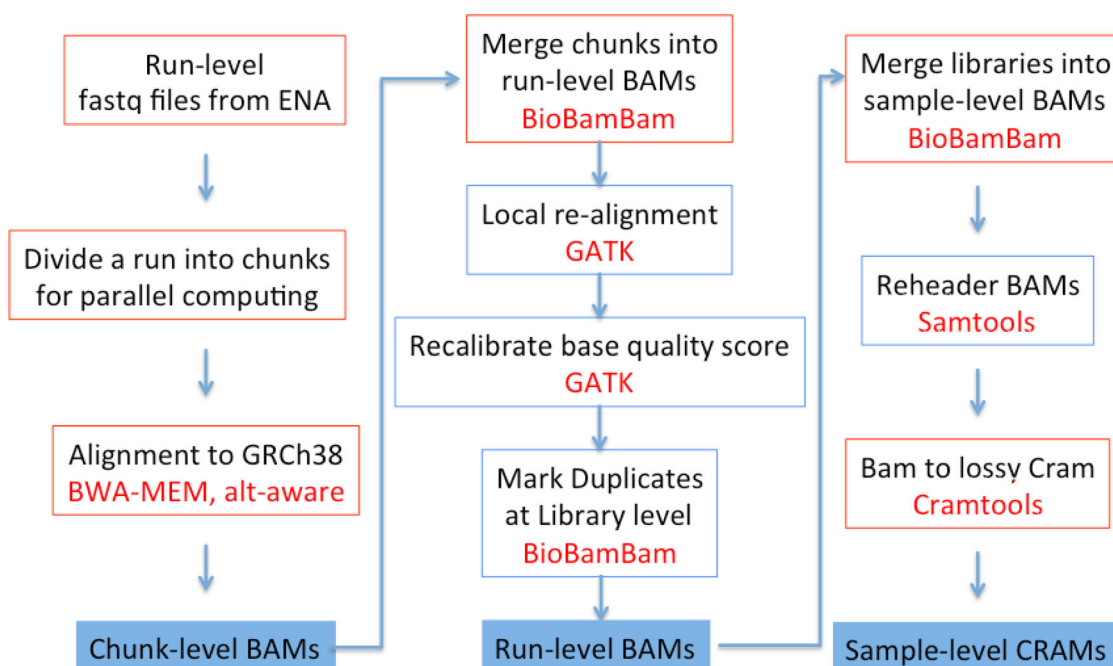 Run-level
fastq files from ENA
Divide a run into chunks
for parallel computing
Alignment to GRCh38
BWA-MEM, alt-aware
Chunk-level BAMs
Merge chunks into
run-level BAMs
BioBamBam
Local re-alignment
GATK
Recalibrate base quality score
GATK
Mark Duplicates
at Library level
BioBamBam
Run-level BAMs
Merge libraries into
sample-level BAMs
BioBamBam
Reheader BAMs
Samtools
Bam to lossy Cram
Cramtools
Sample-level CRAMs